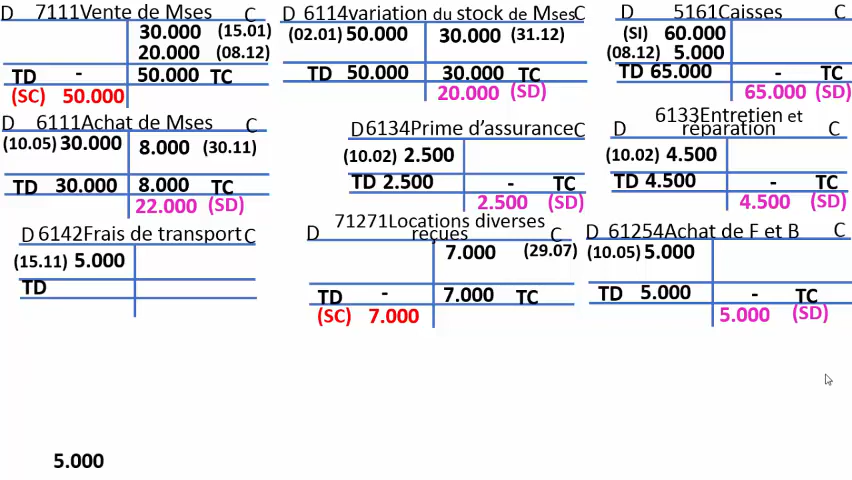 D 7111Vente de Mses C
30.000 (15.01)
20.000 (08.12)
TD - 50.000 TC
(SC) 50.000
D 6114variation du stock de Mses C
(02.01) 50.000 30.000 (31.12)
TD 50.000 30.000 TC
20.000 (SD)
D 5161Caisses C
(SI) 60.000
(08.12) 5.000
TD 65.000 - TC
65.000 (SD)
D 6111Achat de Mses C
(10.05) 30.000 8.000 (30.11)
TD 30.000 8.000 TC
22.000 (SD)
D 6134Prime d’assurance C
(10.02) 2.500
TD 2.500 - TC
2.500 (SD)
6133Entretien et
D réparation C
(10.02) 4.500
TD 4.500 - TC
4.500 (SD)
D 6142Frais de transport C
(15.11) 5.000
TD
71271Locations diverses
D reçues C
7.000 (29.07)
TD - 7.000 TC
(SC) 7.000
D 61254Achat de F et B C
(10.05) 5.000
TD 5.000 - TC
5.000 (SD)
5.000